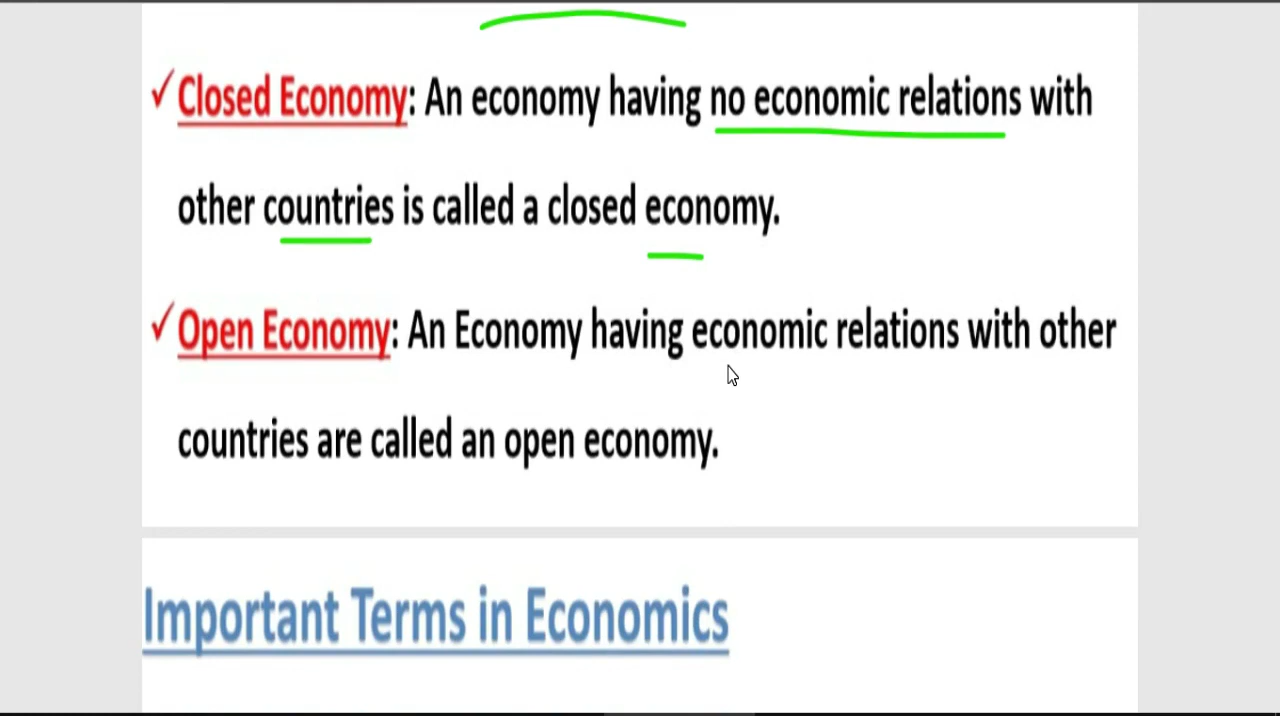 ✓Closed Economy: An economy having no economic relations with
other countries is called a closed economy.
✓Open Economy: An Economy having economic relations with other
countries are called an open economy.
Important Terms in Economics